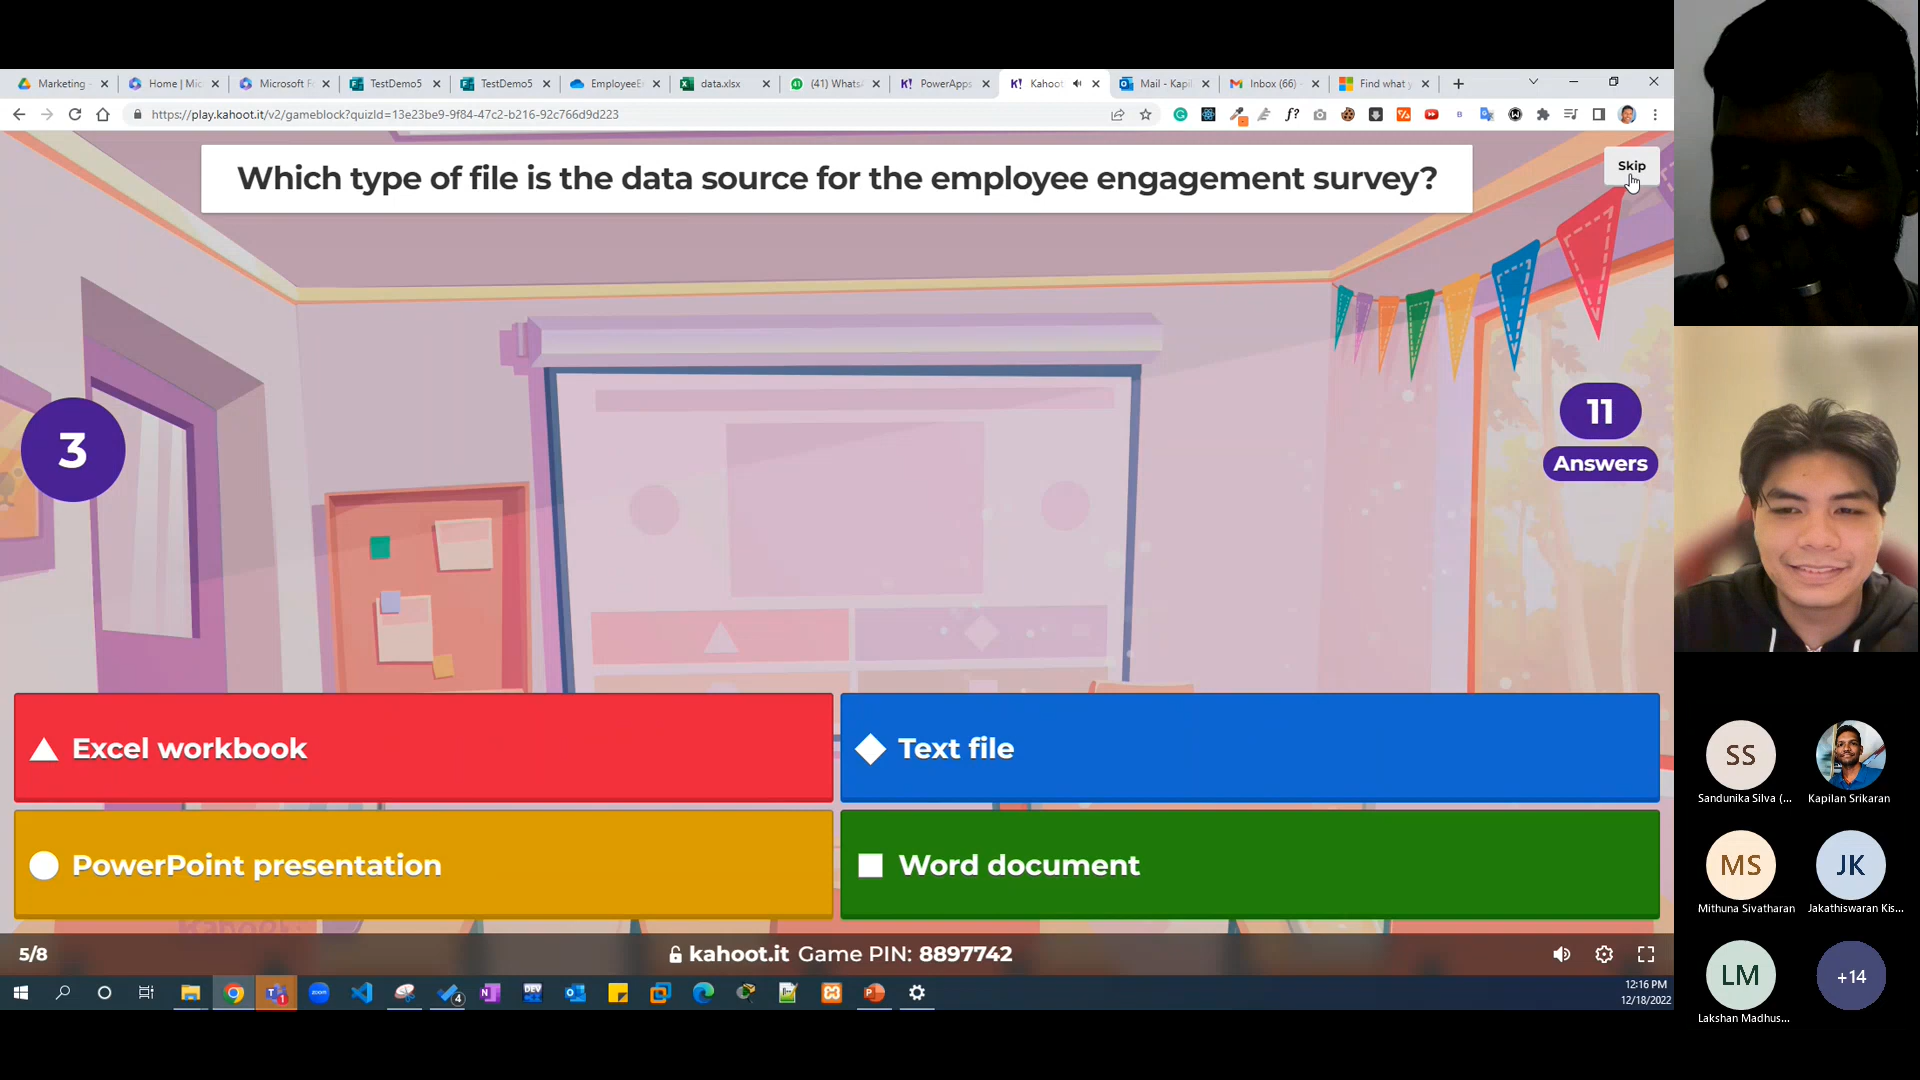 Marketing
Home | Mic
Microsoft Fo
TestDemo5
TestDemo5
EmployeeE
data.xlsx
(41) Whats
PowerApps
Kahoot
Mail - Kapil
Inbox (66)
Find what y
https://play.kahoot.it/v2/gameblock?quizId=13e23be9-9f84-47c2-b216-92c766d9d223
Which type of file is the data source for the employee engagement survey?
Skip
3
11
Answers
Excel workbook
Text file
PowerPoint presentation
Word document
5/8
kahoot.it Game PIN: 8897742
12:16 PM
12/18/2022
SS
Sandunika Silva (...
Kapilan Srikaran
MS
Mithuna Sivatharan
JK
Jakathiswaran Kis...
LM
Lakshan Madhus...
+14